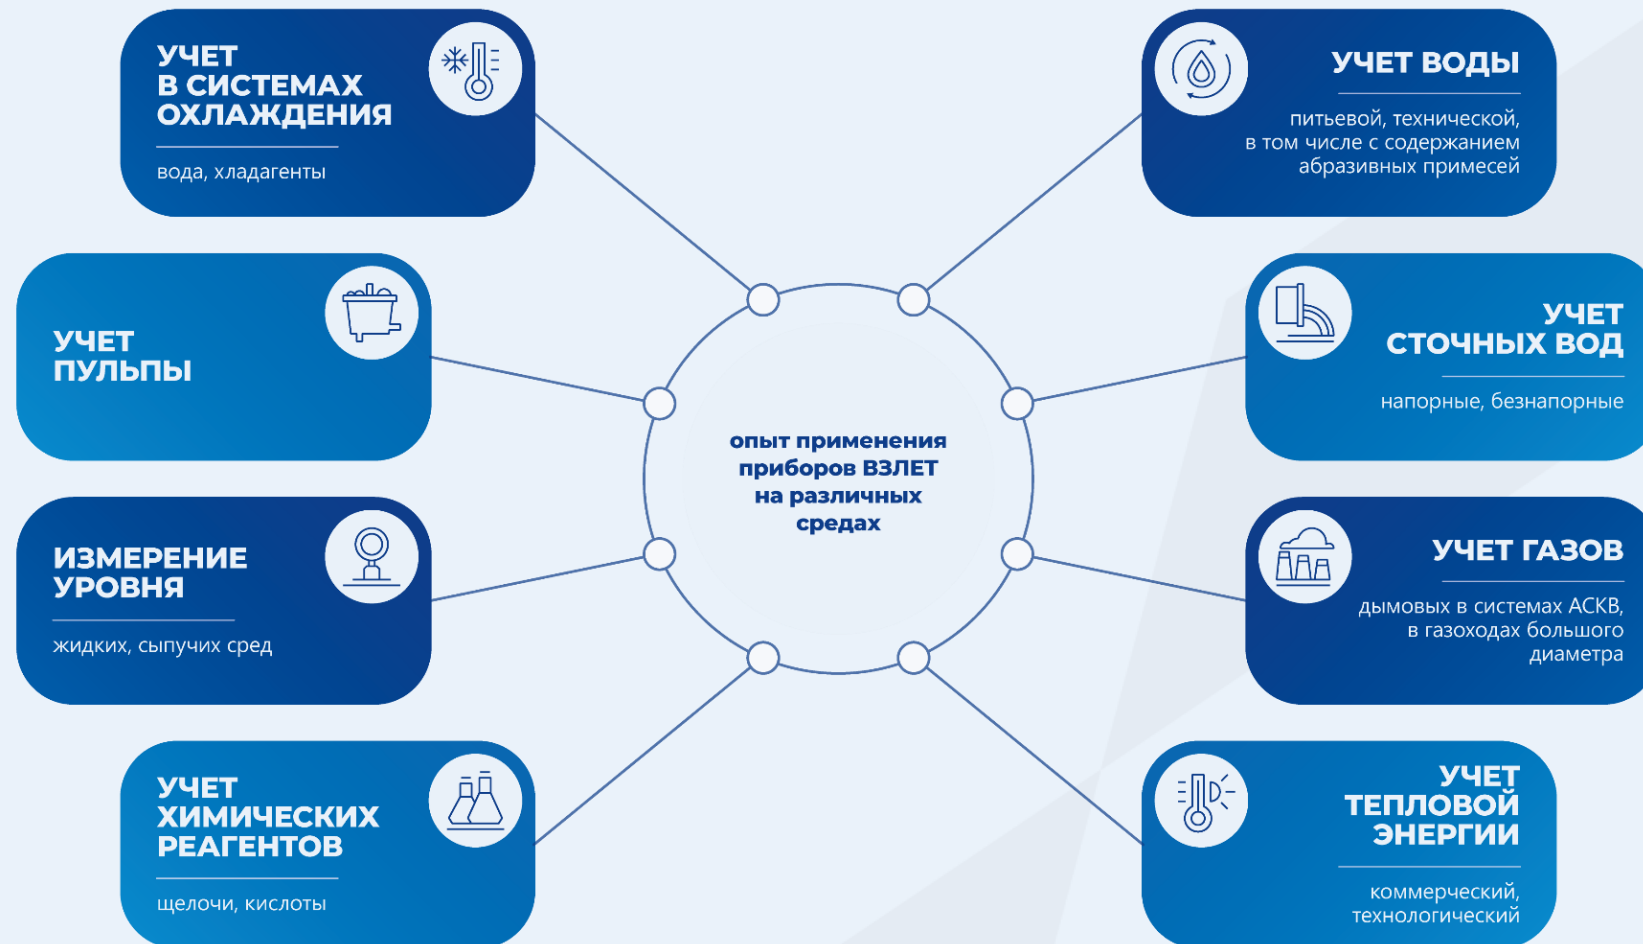 УЧЕТ
В СИСТЕМАХ
ОХЛАЖДЕНИЯ
вода, хладагенты
УЧЕТ ВОДЫ
питьевой, технической,
в том числе с содержанием
абразивных примесей
УЧЕТ
ПУЛЬПЫ
УЧЕТ
СТОЧНЫХ ВОД
напорные, безнапорные
опыт применения
приборов ВЗЛЕТ
на различных
средах
ИЗМЕРЕНИЕ
УРОВНЯ
жидких, сыпучих сред
УЧЕТ ГАЗОВ
дымовых в системах АСКВ,
в газоходах большого
диаметра
УЧЕТ
ХИМИЧЕСКИХ
РЕАГЕНТОВ
щелочи, кислоты
УЧЕТ
ТЕПЛОВОЙ
ЭНЕРГИИ
коммерческий,
технологический